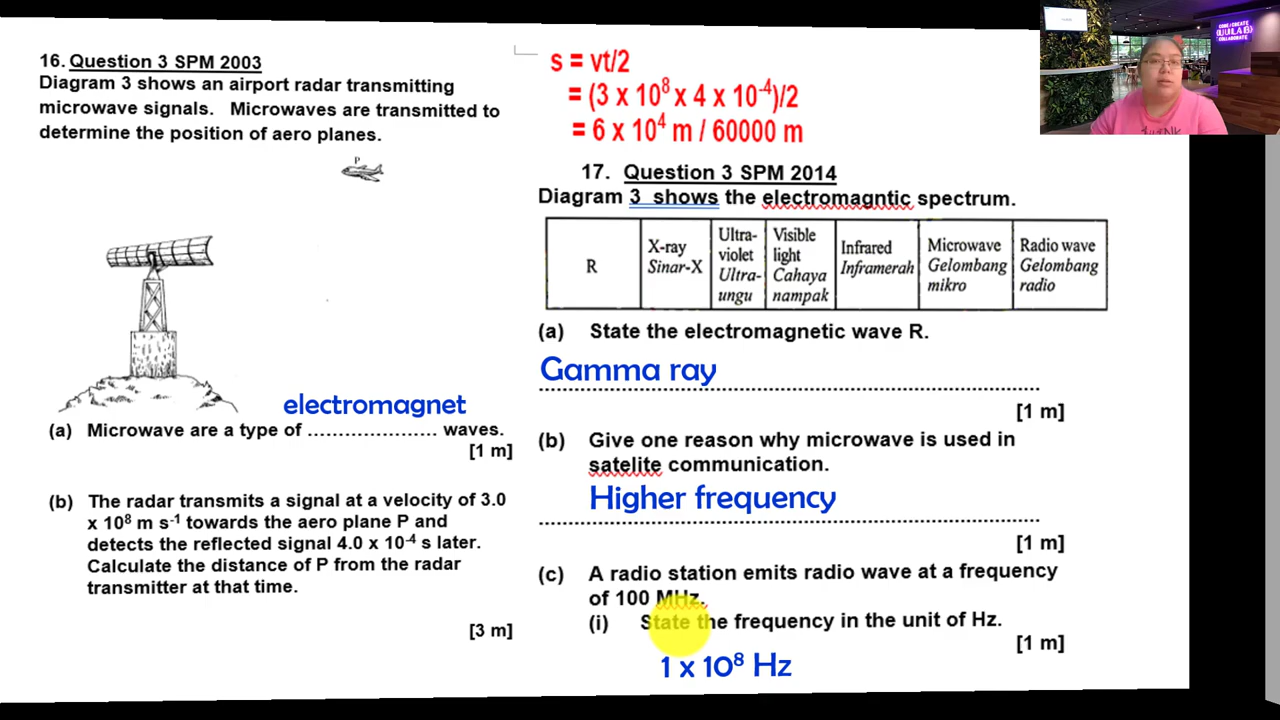 16. Question 3 SPM 2003
Diagram 3 shows an airport radar transmitting
microwave signals. Microwaves are transmitted to
determine the position of aero planes.
P
electromagnet
(a) Microwave are a type of ...................... waves.
[1 m]
(b) The radar transmits a signal at a velocity of 3.0
x 10⁸ m s⁻¹ towards the aero plane P and
detects the reflected signal 4.0 x 10⁻⁴ s later.
Calculate the distance of P from the radar
transmitter at that time.
[3 m]
s = vt/2
= (3 x 10⁸ x 4 x 10⁻⁴)/2
= 6 x 10⁴ m / 60000 m
17. Question 3 SPM 2014
Diagram 3 shows the electromagntic spectrum.
R
X-ray
Sinar-X
Ultra-
violet
Ultra-
ungu
Visible
light
Cahaya
nampak
Infrared
Inframerah
Microwave
Gelombang
mikro
Radio wave
Gelombang
radio
(a) State the electromagnetic wave R.
Gamma ray
[1 m]
(b) Give one reason why microwave is used in
satelite communication.
Higher frequency
[1 m]
(c) A radio station emits radio wave at a frequency
of 100 MHz.
(i) State the frequency in the unit of Hz.
[1 m]
1 x 10⁸ Hz